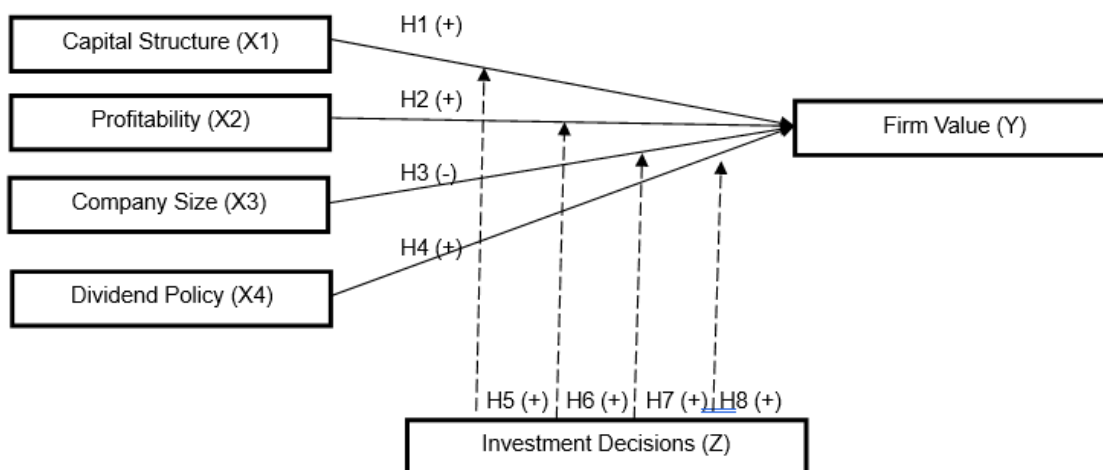 H1 (+)
Capital Structure (X1)
H2 (+)
Profitability (X2)
Firm Value (Y)
H3 (-)
Company Size (X3)
H4 (+)
Dividend Policy (X4)
H5 (+) H6 (+) H7 (+) H8 (+)
Investment Decisions (Z)